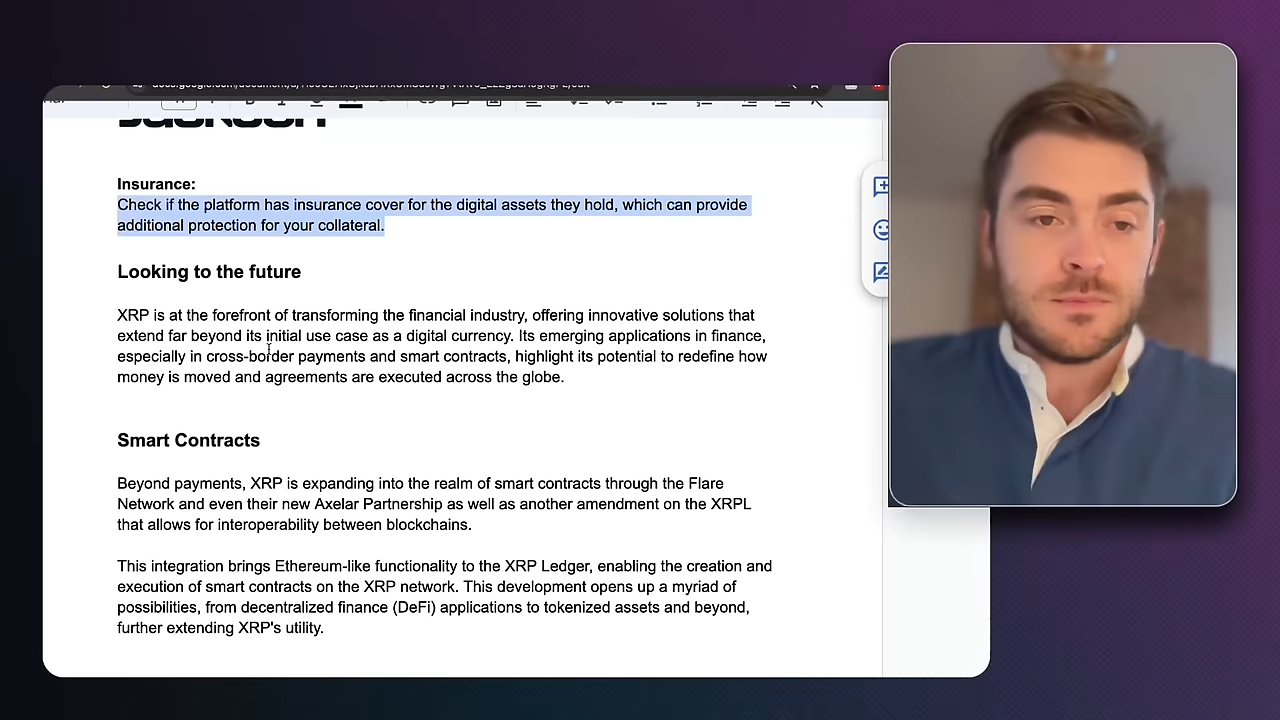 Insurance:
Check if the platform has insurance cover for the digital assets they hold, which can provide
additional protection for your collateral.
Looking to the future
XRP is at the forefront of transforming the financial industry, offering innovative solutions that
extend far beyond its initial use case as a digital currency. Its emerging applications in finance,
especially in cross-border payments and smart contracts, highlight its potential to redefine how
money is moved and agreements are executed across the globe.
Smart Contracts
Beyond payments, XRP is expanding into the realm of smart contracts through the Flare
Network and even their new Axelar Partnership as well as another amendment on the XRPL
that allows for interoperability between blockchains.
This integration brings Ethereum-like functionality to the XRP Ledger, enabling the creation and
execution of smart contracts on the XRP network. This development opens up a myriad of
possibilities, from decentralized finance (DeFi) applications to tokenized assets and beyond,
further extending XRP's utility.